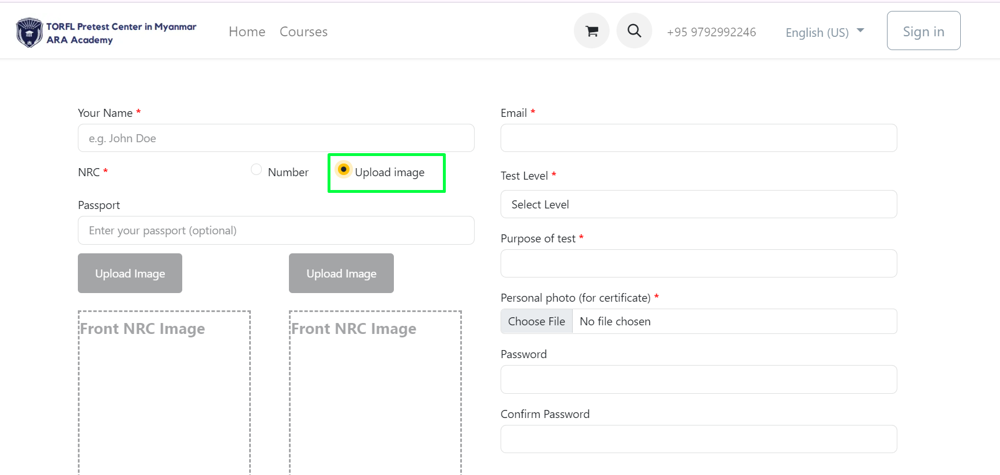 TORFL Pretest Center in Myanmar
ARA Academy
Home
Courses
+95 9792992246
English (US)
Sign in
Your Name *
e.g. John Doe
NRC *
Number
Upload image
Passport
Enter your passport (optional)
Upload Image
Upload Image
Front NRC Image
Front NRC Image
Email *
Test Level *
Select Level
Purpose of test *
Personal photo (for certificate) *
Choose File
No file chosen
Password
Confirm Password